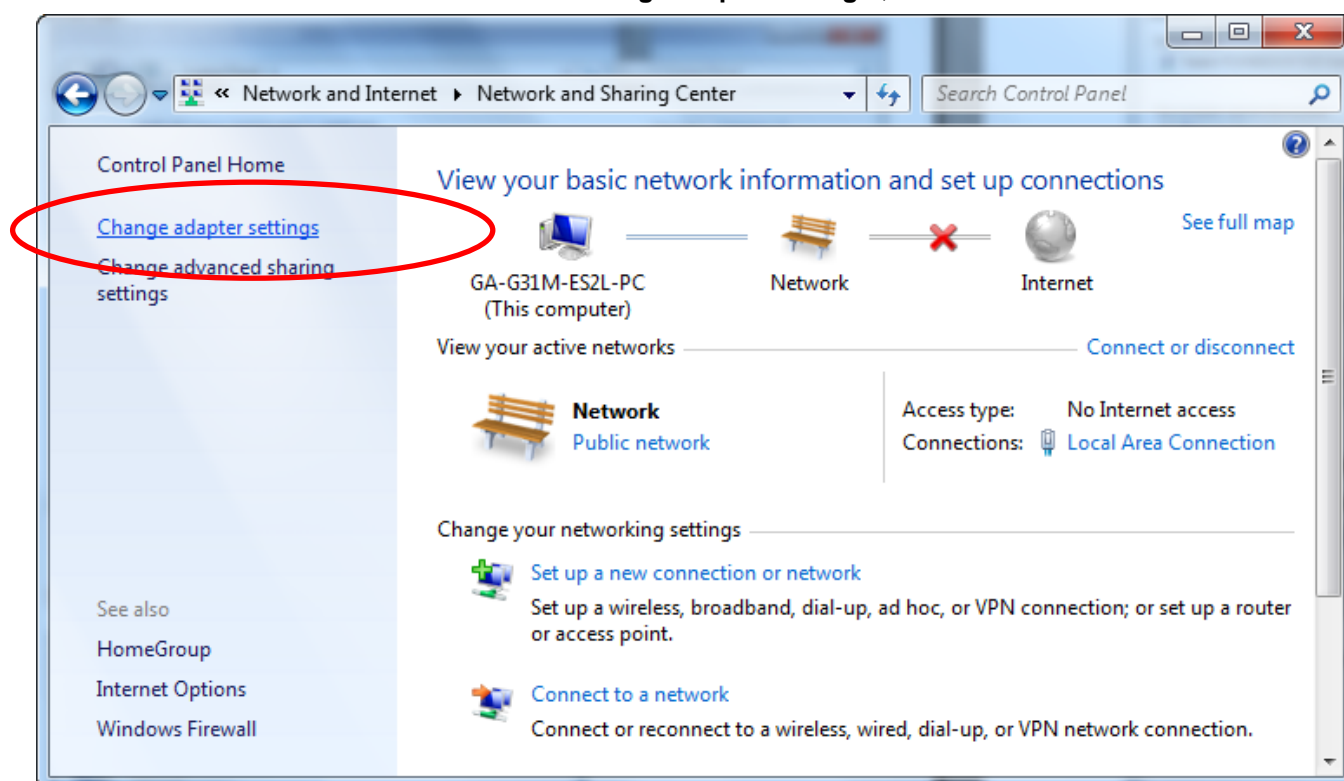 « Network and Internet ▸ Network and Sharing Center
Search Control Panel
Control Panel Home
Change adapter settings
Change advanced sharing
settings
See also
HomeGroup
Internet Options
Windows Firewall
View your basic network information and set up connections
See full map
GA-G31M-ES2L-PC
(This computer)
Network
Internet
View your active networks
Connect or disconnect
Network
Public network
Access type: No Internet access
Connections: Local Area Connection
Change your networking settings
Set up a new connection or network
Set up a wireless, broadband, dial-up, ad hoc, or VPN connection; or set up a router
or access point.
Connect to a network
Connect or reconnect to a wireless, wired, dial-up, or VPN network connection.